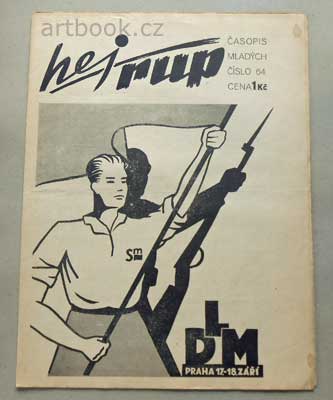 artbook.cz
hej
rup
ČASOPIS
MLADÝCH
ČÍSLO 64
CENA 1 Kč
Sm
DLM
PRAHA 17-18. ZÁŘÍ